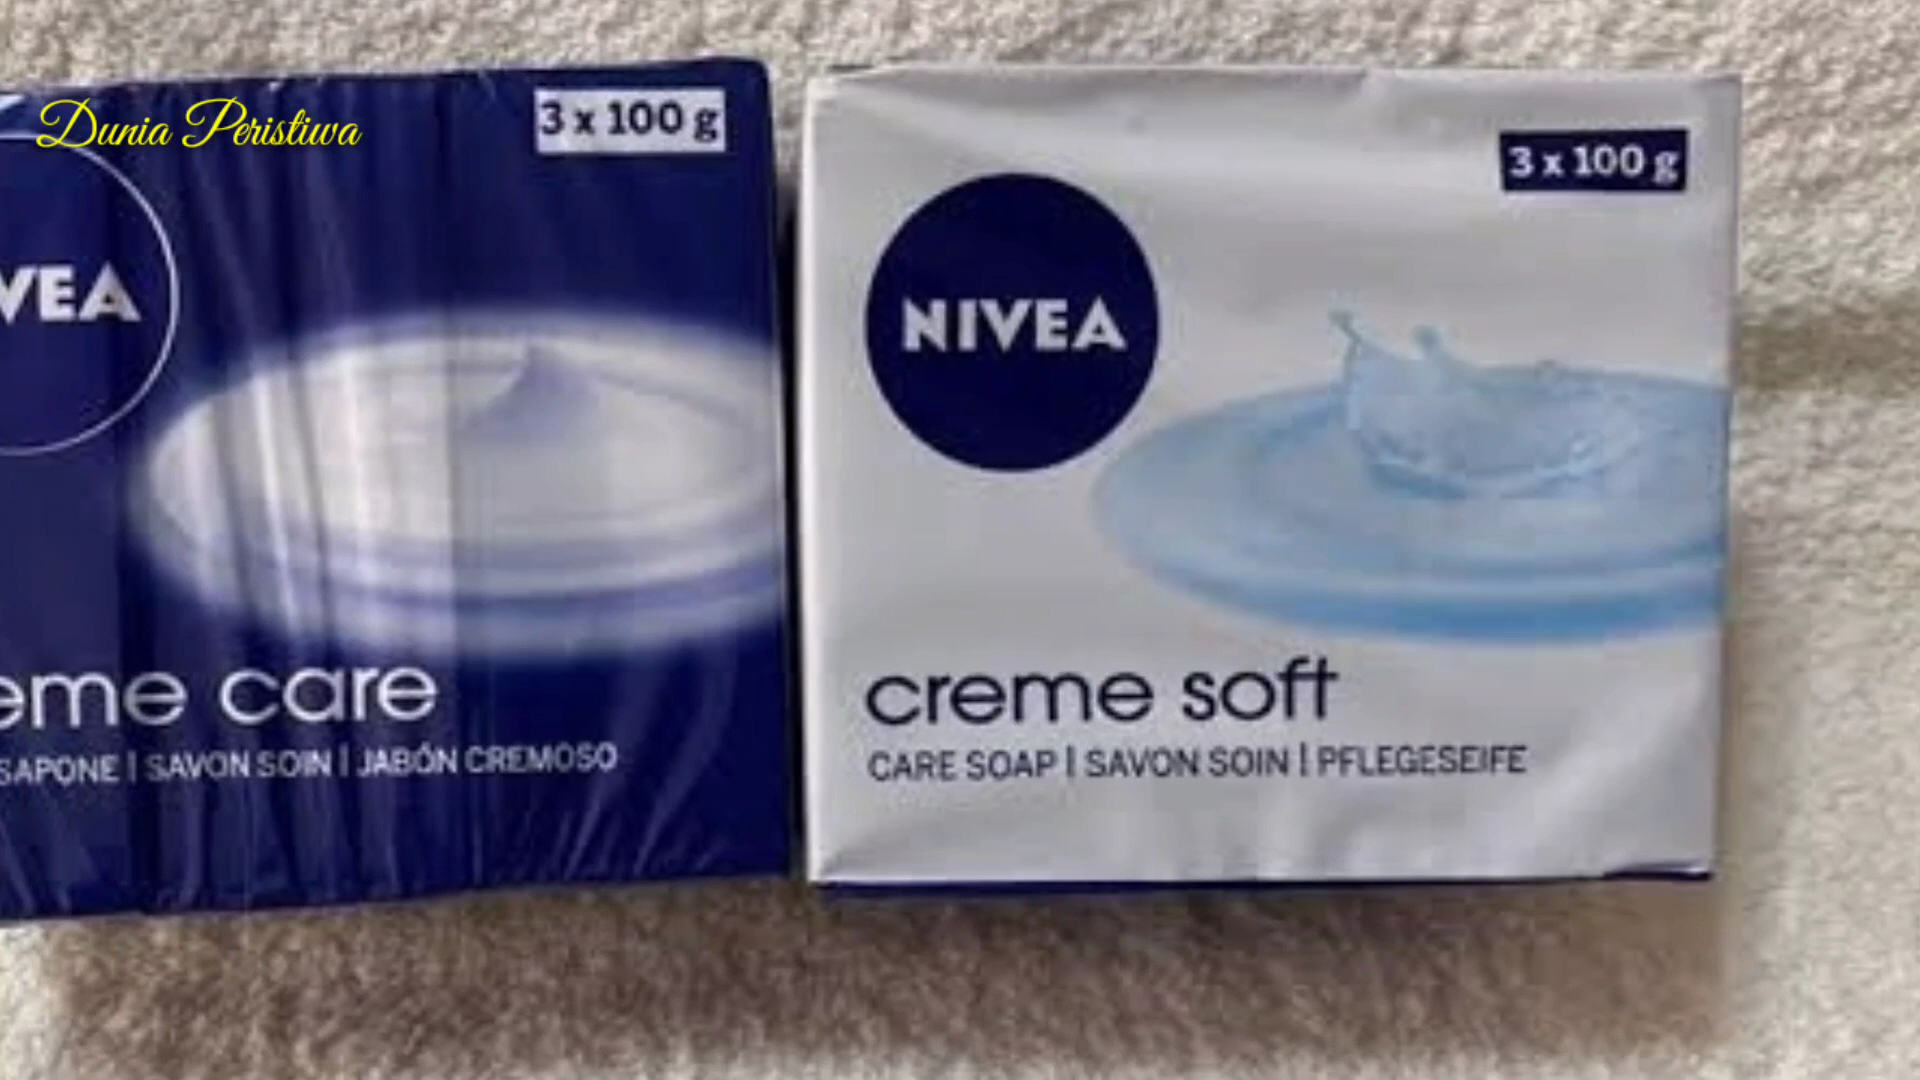 Dunia Peristiwa
3 x 100 g
VEA
eme care
SAPONE | SAVON SOIN | JABÓN CREMOSO
3 x 100 g
NIVEA
creme soft
CARE SOAP | SAVON SOIN | PFLEGESEIFE